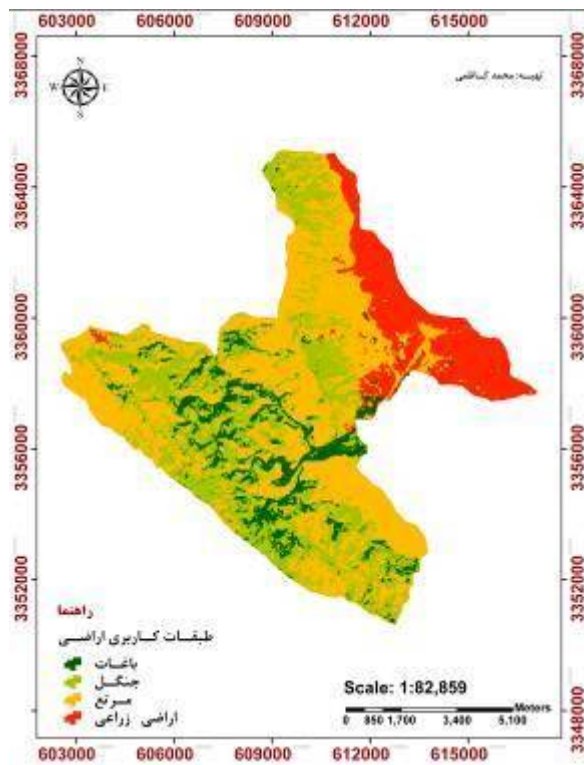 603000 606000 609000 612000 615000
3368000
3364000
3360000
3356000
3352000
3348000
N
W E
S
تهیه: محمد کاظمی
3368000
3364000
3360000
3356000
3352000
3348000
راهنما
طبقات کاربری اراضی
باغات
جنگل
مرتع
اراضی زراعی
Scale: 1:82,859
Meters
0 850 1,700 3,400 5,100
603000 606000 609000 612000 615000